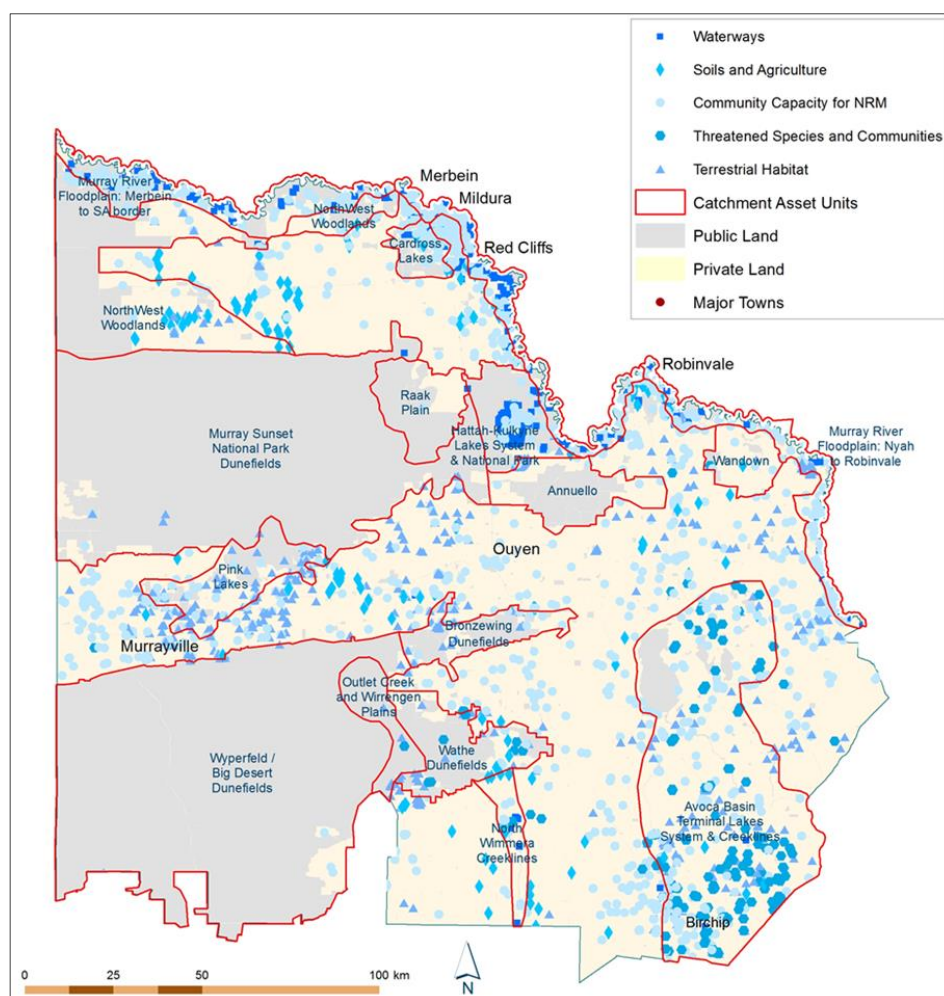 Waterways
Soils and Agriculture
Community Capacity for NRM
Threatened Species and Communities
Terrestrial Habitat
Catchment Asset Units
Public Land
Private Land
Major Towns
Merbein
Mildura
Red Cliffs
Murray River
Floodplain: Merbein
to SA border
NorthWest
Woodlands
Cardross
Lakes
NorthWest
Woodlands
Robinvale
Raak
Plain
Murray Sunset
National Park
Dunefields
Hattah-Kulkyne
Lakes System
& National Park
Murray River
Floodplain: Nyah
to Robinvale
Wandown
Annuello
Ouyen
Pink
Lakes
Murrayville
Bronzewing
Dunefields
Outlet Creek
and Wirrengen
Plains
Wathe
Dunefields
Wyperfeld /
Big Desert
Dunefields
North
Wimmera
Creeklines
Avoca Basin
Terminal Lakes
System & Creeklines
Birchip
0 25 50 100 km
N